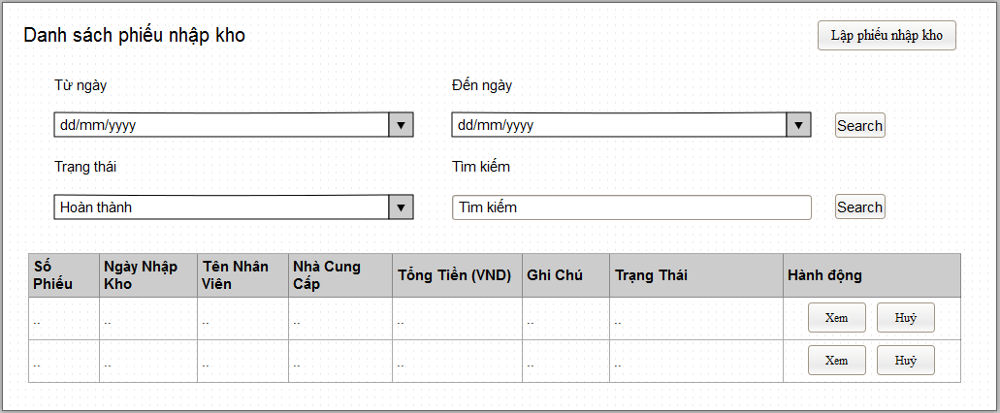 Danh sách phiếu nhập kho
Lập phiếu nhập kho
Từ ngày
Đến ngày
dd/mm/yyyy
dd/mm/yyyy
Search
Trạng thái
Tìm kiếm
Hoàn thành
Tìm kiếm
Search
Số Phiếu
Ngày Nhập Kho
Tên Nhân Viên
Nhà Cung Cấp
Tổng Tiền (VND)
Ghi Chú
Trạng Thái
Hành động
.. .. .. .. .. .. .. Xem Huỷ
.. .. .. .. .. .. .. Xem Huỷ